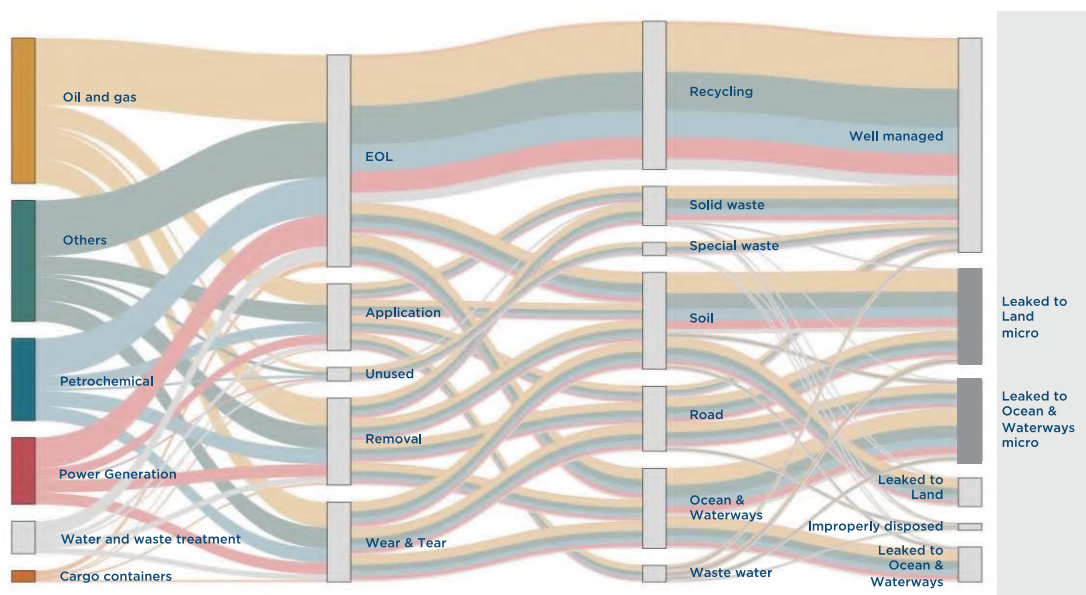 Oil and gas
Others
Petrochemical
Power Generation
Water and waste treatment
Cargo containers
EOL
Application
Unused
Removal
Wear & Tear
Recycling
Solid waste
Special waste
Soil
Road
Ocean &
Waterways
Waste water
Well managed
Leaked to
Land
micro
Leaked to
Ocean &
Waterways
micro
Leaked to
Land
Improperly disposed
Leaked to
Ocean &
Waterways